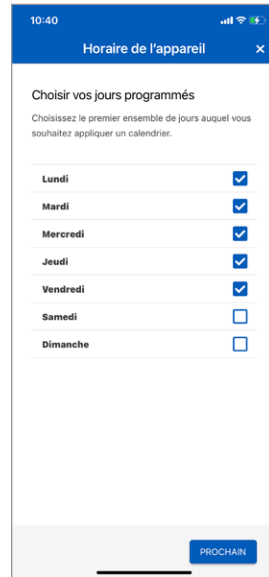 10:40
Horaire de l'appareil ×
Choisir vos jours programmés
Choisissez le premier ensemble de jours auquel vous
souhaitez appliquer un calendrier.
Lundi
Mardi
Mercredi
Jeudi
Vendredi
Samedi
Dimanche
PROCHAIN